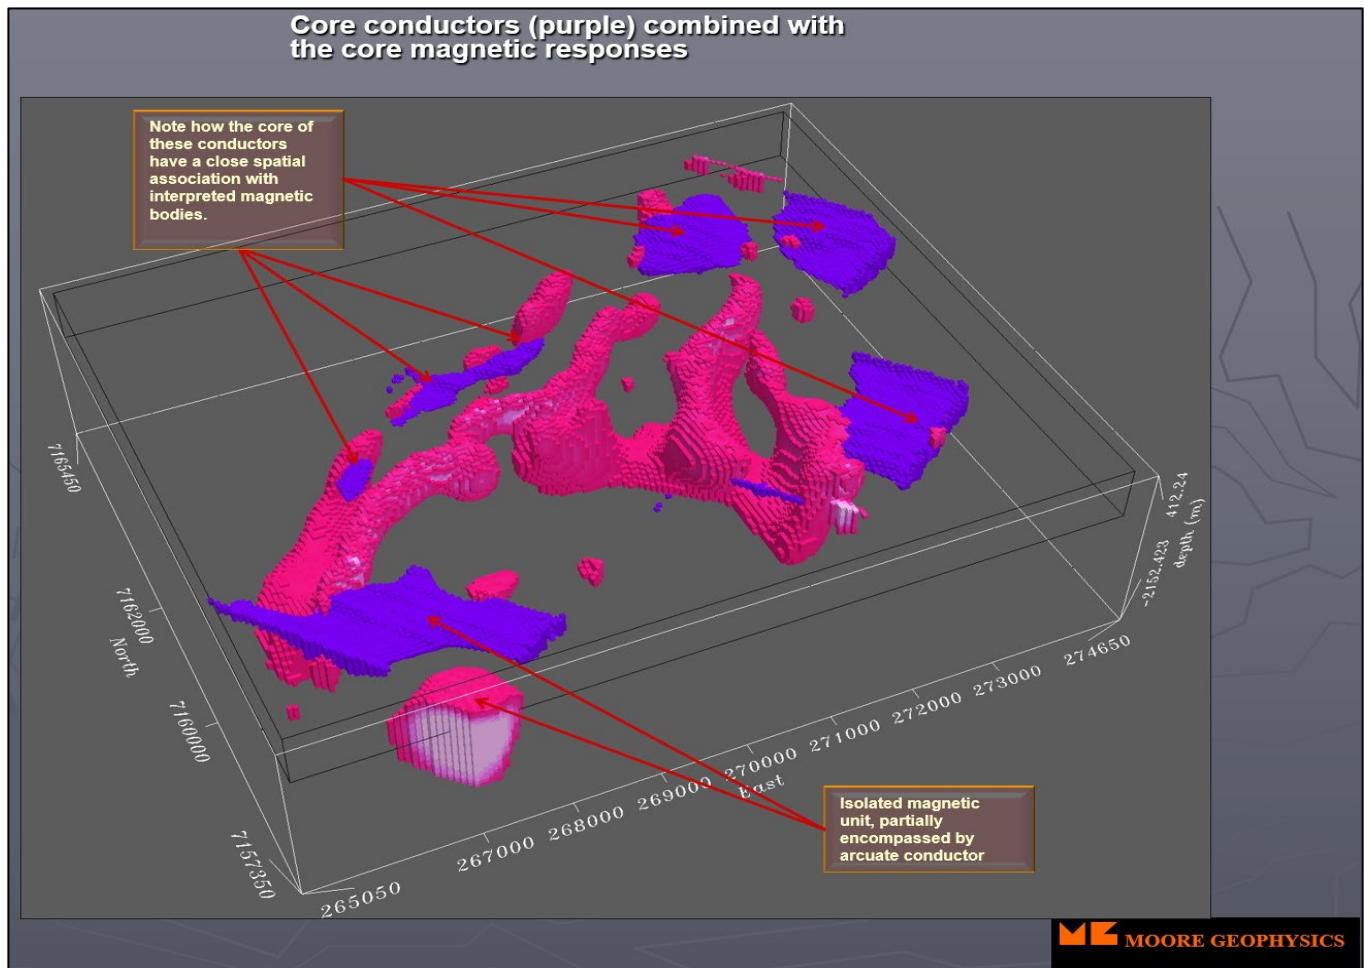 Core conductors (purple) combined with
the core magnetic responses
Note how the core of
these conductors
have a close spatial
association with
interpreted magnetic
bodies.
7165450
7162000
North
7160000
7157350
265050
267000
268000
269000
270000
East
271000
272000
273000
274650
-2152.423
412.24
depth (m)
Isolated magnetic
unit, partially
encompassed by
arcuate conductor
MOORE GEOPHYSICS